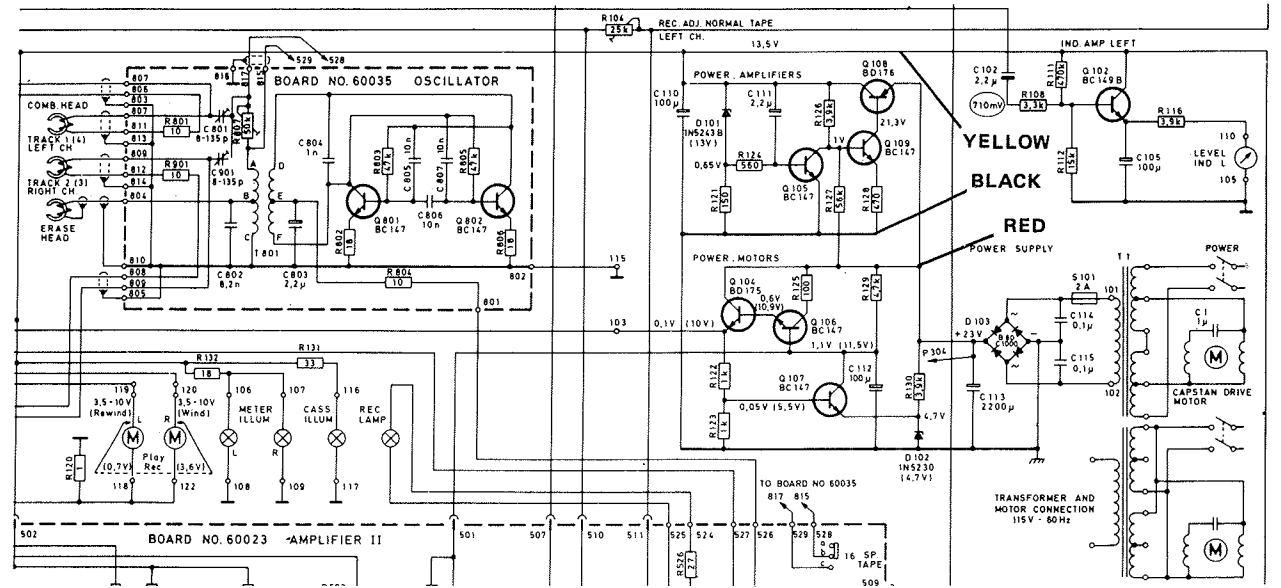 R104
25k
REC. ADJ. NORMAL TAPE
LEFT CH.
13,5V
IND. AMP LEFT
816
817
815
529
528
BOARD NO. 60035 OSCILLATOR
807
806
803
COMB. HEAD
807
811
TRACK 1 (4)
LEFT CH
813
809
812
TRACK 2 (3)
RIGHT CH.
814
804
ERASE
HEAD
810
808
809
805
R801
10
C801
8-135p
R807
50k
R901
10
C901
8-135p
A
B
C
D
E
F
T801
C802
8,2n
C803
2,2µ
C804
1n
R803
47k
C805
10n
C807
10n
R805
47k
C806
10n
Q801
BC147
Q802
BC147
R802
18
R806
18
R804
10
802
801
115
103
0,1V (10V)
POWER. AMPLIFIERS
C110
100µ
D101
1N5243B
(13V)
C111
2,2µ
R126
3,9k
Q108
BD176
21,3V
1V
Q109
BC147
0,65V
R124
560
Q105
BC147
R121
150
R127
56k
R128
470
C102
2,2µ
710mV
R108
3,3k
R111
470k
Q102
BC149B
R116
3,9k
R112
15k
C105
100µ
110
LEVEL
IND L
105
YELLOW
BLACK
RED
POWER SUPPLY
POWER. MOTORS
Q104
BD175
0,6V
(10,9V)
R125
100
R129
4,7k
Q106
BC147
1,1V (11,5V)
R122
1k
Q107
BC147
C112
100µ
0,05V (5,5V)
R123
1k
P304
R130
3,9k
4,7V
D102
1N5230
(4,7V)
+23V
D103
B80
C1000
C113
2200µ
S101
2A
C114
0,1µ
C115
0,1µ
101
102
T1
POWER
C1
1µ
M
CAPSTAN DRIVE
MOTOR
TRANSFORMER AND
MOTOR CONNECTION
115V - 60Hz
M
R131
33
R132
18
119
3,5-10V
(Rewind)
L
M
120
3,5-10V
(Wind)
R
M
106
METER
ILLUM
L
107
R
116
CASS.
ILLUM
REC
LAMP
R120
1
(0,7V)
Play
Rec
(3,6V)
118
122
108
109
117
TO BOARD NO 60035
817
815
502
BOARD NO. 60023 AMPLIFIER II
501
507
510
511
525
524
527
526
529
528
R526
27
a
b
c
16 SP.
TAPE
509